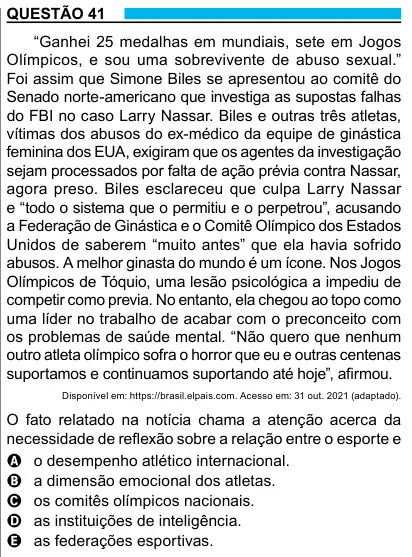 QUESTÃO 41
“Ganhei 25 medalhas em mundiais, sete em Jogos
Olímpicos, e sou uma sobrevivente de abuso sexual.”
Foi assim que Simone Biles se apresentou ao comitê do
Senado norte-americano que investiga as supostas falhas
do FBI no caso Larry Nassar. Biles e outras três atletas,
vítimas dos abusos do ex-médico da equipe de ginástica
feminina dos EUA, exigiram que os agentes da investigação
sejam processados por falta de ação prévia contra Nassar,
agora preso. Biles esclareceu que culpa Larry Nassar
e “todo o sistema que o permitiu e o perpetrou”, acusando
a Federação de Ginástica e o Comitê Olímpico dos Estados
Unidos de saberem “muito antes” que ela havia sofrido
abusos. A melhor ginasta do mundo é um ícone. Nos Jogos
Olímpicos de Tóquio, uma lesão psicológica a impediu de
competir como previa. No entanto, ela chegou ao topo como
uma líder no trabalho de acabar com o preconceito com
os problemas de saúde mental. “Não quero que nenhum
outro atleta olímpico sofra o horror que eu e outras centenas
suportamos e continuamos suportando até hoje”, afirmou.
Disponível em: https://brasil.elpais.com. Acesso em: 31 out. 2021 (adaptado).
O fato relatado na notícia chama a atenção acerca da
necessidade de reflexão sobre a relação entre o esporte e
A o desempenho atlético internacional.
B a dimensão emocional dos atletas.
C os comitês olímpicos nacionais.
D as instituições de inteligência.
E as federações esportivas.